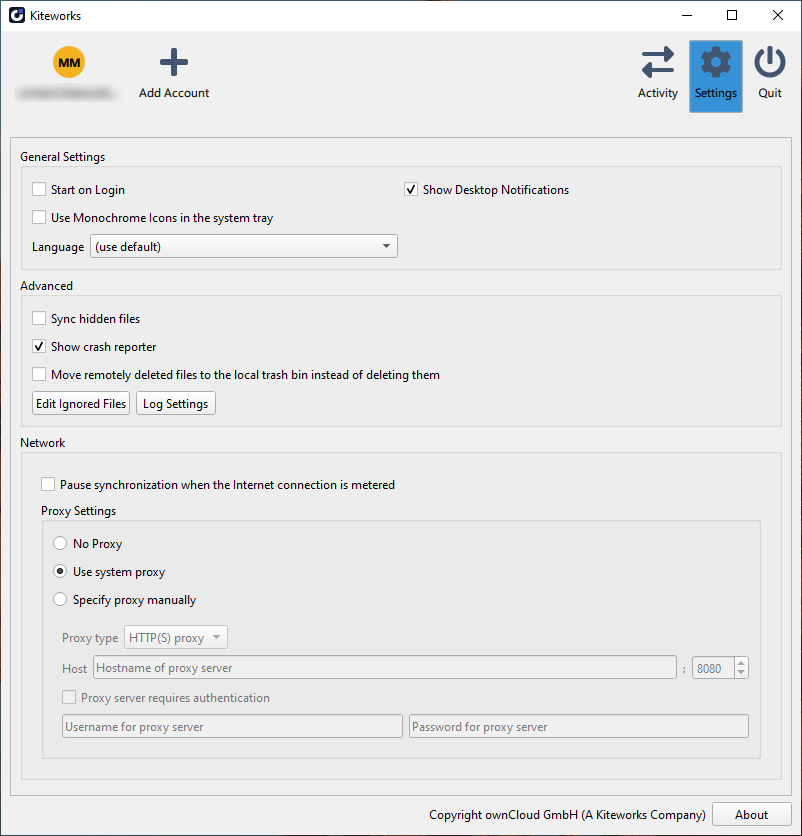 Kiteworks
MM
Add Account
Activity
Settings
Quit
General Settings
Start on Login
Show Desktop Notifications
Use Monochrome Icons in the system tray
Language (use default)
Advanced
Sync hidden files
Show crash reporter
Move remotely deleted files to the local trash bin instead of deleting them
Edit Ignored Files Log Settings
Network
Pause synchronization when the Internet connection is metered
Proxy Settings
No Proxy
Use system proxy
Specify proxy manually
Proxy type HTTP(S) proxy
Host Hostname of proxy server : 8080
Proxy server requires authentication
Username for proxy server Password for proxy server
Copyright ownCloud GmbH (A Kiteworks Company) About